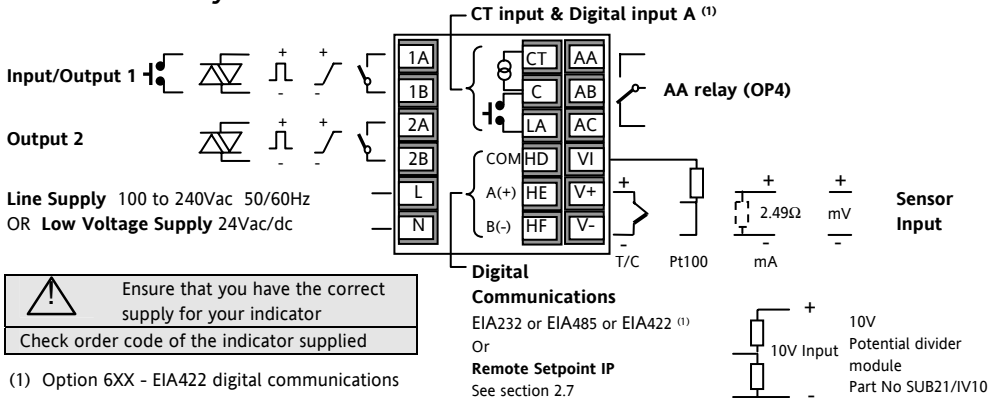 CT input & Digital input A (1)
Input/Output 1
+ +
- -
Output 2
+ +
- -
Line Supply 100 to 240Vac 50/60Hz
OR Low Voltage Supply 24Vac/dc
1A
1B
2A
2B
L
N
CT
C
LA
COM HD
A(+) HE
B(-) HF
AA
AB
AC
VI
V+
V-
AA relay (OP4)
+
-
T/C
Pt100
+
2.49Ω
-
mA
+
mV
-
Sensor
Input
!
Ensure that you have the correct
supply for your indicator
Check order code of the indicator supplied
(1) Option 6XX - EIA422 digital communications
Digital
Communications
EIA232 or EIA485 or EIA422 (1)
Or
Remote Setpoint IP
See section 2.7
+
10V Input
-
10V
Potential divider
module
Part No SUB21/IV10